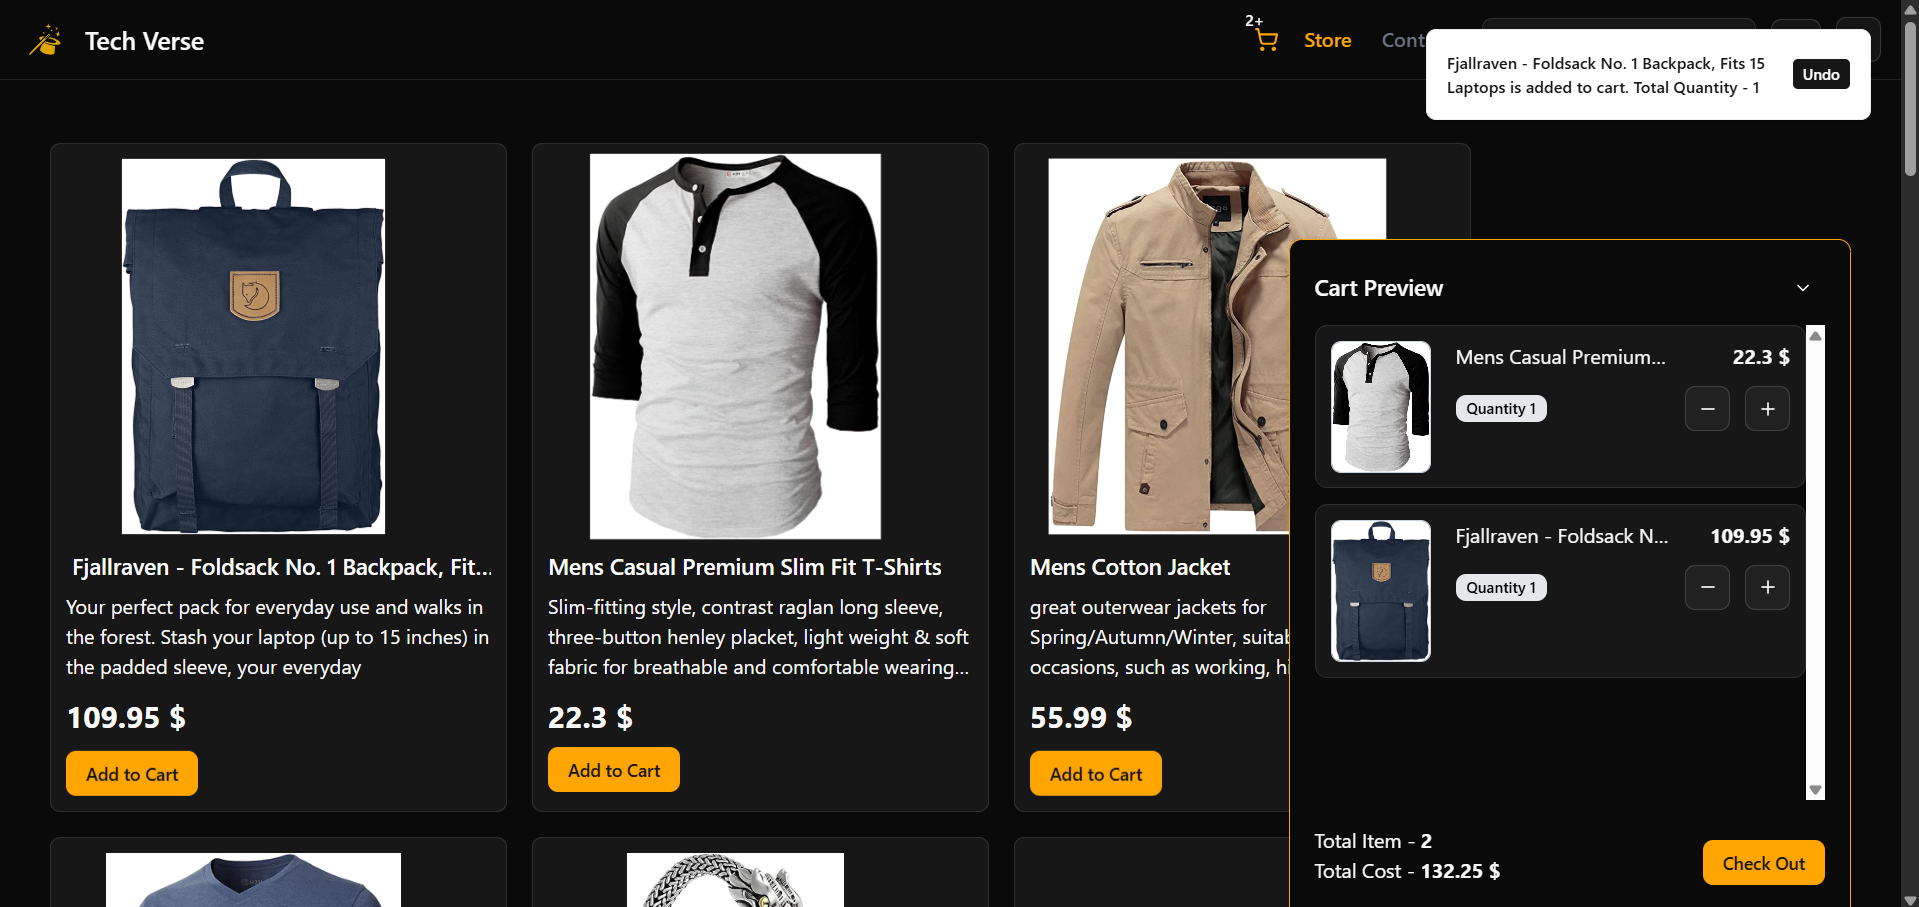 Tech Verse
2+
Store
Cont
Fjallraven - Foldsack No. 1 Backpack, Fits 15
Laptops is added to cart. Total Quantity - 1
Undo
Fjallraven - Foldsack No. 1 Backpack, Fit...
Your perfect pack for everyday use and walks in
the forest. Stash your laptop (up to 15 inches) in
the padded sleeve, your everyday
109.95 $
Add to Cart
Mens Casual Premium Slim Fit T-Shirts
Slim-fitting style, contrast raglan long sleeve,
three-button henley placket, light weight & soft
fabric for breathable and comfortable wearing...
22.3 $
Add to Cart
Mens Cotton Jacket
great outerwear jackets for
Spring/Autumn/Winter, suitab
occasions, such as working, hi
55.99 $
Add to Cart
Cart Preview
Mens Casual Premium...
22.3 $
Quantity 1
Fjallraven - Foldsack N...
109.95 $
Quantity 1
Total Item - 2
Total Cost - 132.25 $
Check Out